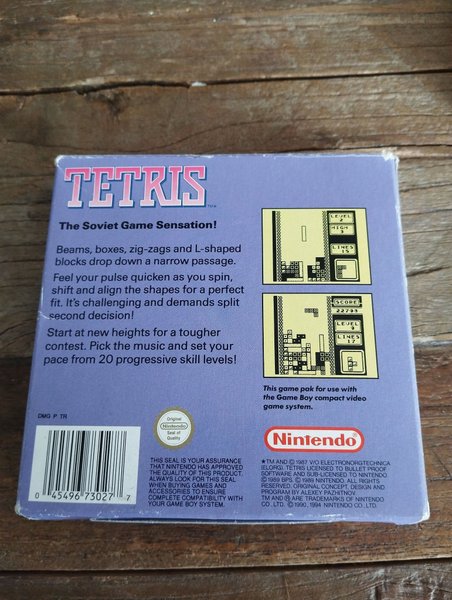 TETRIS™
The Soviet Game Sensation!
Beams, boxes, zig-zags and L-shaped
blocks drop down a narrow passage.
Feel your pulse quicken as you spin,
shift and align the shapes for a perfect
fit. It's challenging and demands split
second decision!
Start at new heights for a tougher
contest. Pick the music and set your
pace from 20 progressive skill levels!
LEVEL
2
HIGH
3
LINES
15
SCORE
22793
LEVEL
9
LINES
17
This game pak for use with
the Game Boy compact video
game system.
DMG P TR
Original
Nintendo
Seal of
Quality
Nintendo®
0 45496 73027 7
THIS SEAL IS YOUR ASSURANCE
THAT NINTENDO HAS APPROVED
THE QUALITY OF THIS PRODUCT.
ALWAYS LOOK FOR THIS SEAL
WHEN BUYING GAMES AND
ACCESSORIES TO ENSURE
COMPLETE COMPATIBILITY WITH
YOUR GAME BOY SYSTEM.
★TM AND © 1987 V/O ELECTRONORGTECHNICA
(ELORG). TETRIS LICENSED TO BULLET PROOF
SOFTWARE AND SUB-LICENSED TO NINTENDO.
© 1989 BPS. © 1989 NINTENDO. ALL RIGHTS
RESERVED. ORIGINAL CONCEPT, DESIGN AND
PROGRAM BY ALEXEY PAZHITNOV.
TM AND ® ARE TRADEMARKS OF NINTENDO
CO., LTD. © 1990, 1994 NINTENDO CO., LTD.